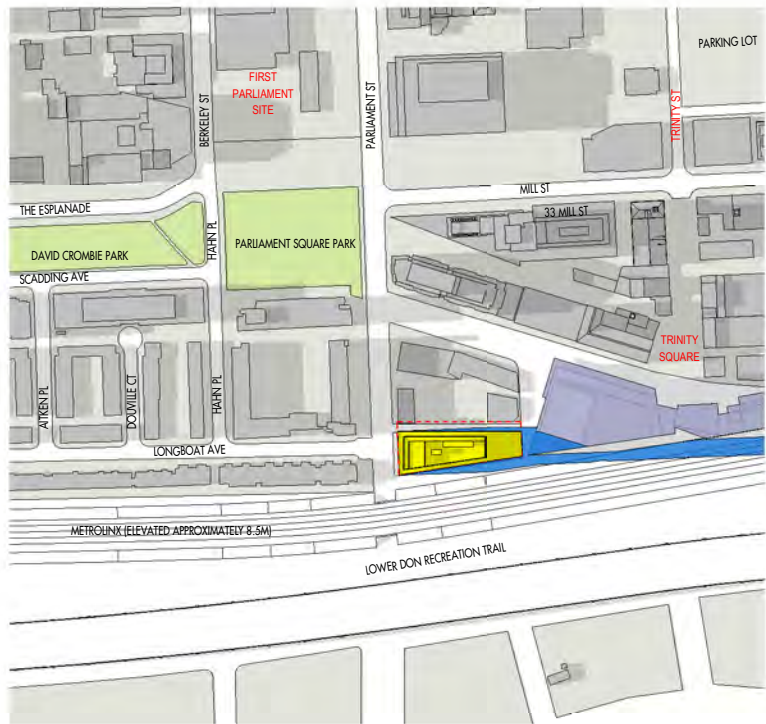 PARKING LOT
FIRST
PARLIAMENT
SITE
BERKELEY ST
PARLIAMENT ST
TRINITY ST
MILL ST
THE ESPLANADE
33 MILL ST
HAHN PL
PARLIAMENT SQUARE PARK
DAVID CROMBIE PARK
SCADDING AVE
TRINITY
SQUARE
AITKEN PL
DOUVILLE CT
HAHN PL
LONGBOAT AVE
METROLINX (ELEVATED APPROXIMATELY 8.5M)
LOWER DON RECREATION TRAIL